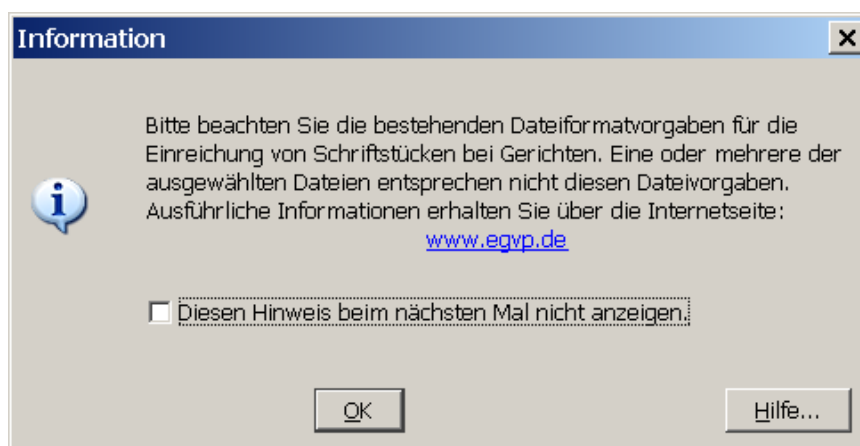 Information
Bitte beachten Sie die bestehenden Dateiformatvorgaben für die
Einreichung von Schriftstücken bei Gerichten. Eine oder mehrere der
ausgewählten Dateien entsprechen nicht diesen Dateivorgaben.
Ausführliche Informationen erhalten Sie über die Internetseite:
www.egvp.de
Diesen Hinweis beim nächsten Mal nicht anzeigen.
OK
Hilfe...